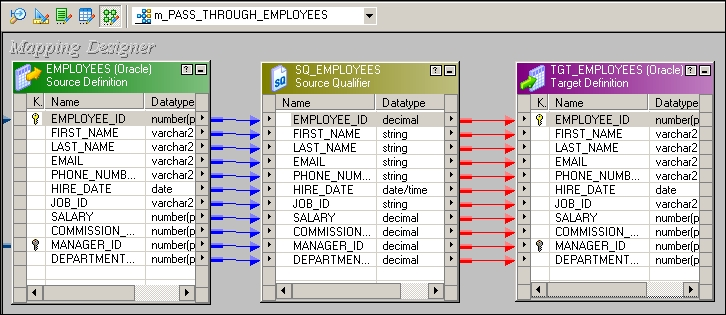 m_PASS_THROUGH_EMPLOYEES
Mapping Designer
EMPLOYEES (Oracle)
Source Definition
K. Name Datatype
EMPLOYEE_ID number(p
FIRST_NAME varchar2
LAST_NAME varchar2
EMAIL varchar2
PHONE_NUMB... varchar2
HIRE_DATE date
JOB_ID varchar2
SALARY number(p
COMMISSION_... number(p
MANAGER_ID number(p
DEPARTMENT... number(p
SQ_EMPLOYEES
Source Qualifier
SQ
Name Datatype
EMPLOYEE_ID decimal
FIRST_NAME string
LAST_NAME string
EMAIL string
PHONE_NUM... string
HIRE_DATE date/time
JOB_ID string
SALARY decimal
COMMISSION... decimal
MANAGER_ID decimal
DEPARTMEN... decimal
TGT_EMPLOYEES (Oracle)
Target Definition
K. Name Datatype
EMPLOYEE_ID number(p
FIRST_NAME varchar2
LAST_NAME varchar2
EMAIL varchar2
PHONE_NUMB... varchar2
HIRE_DATE date
JOB_ID varchar2
SALARY number(p
COMMISSION_... number(p
MANAGER_ID number(p
DEPARTMENT... number(p